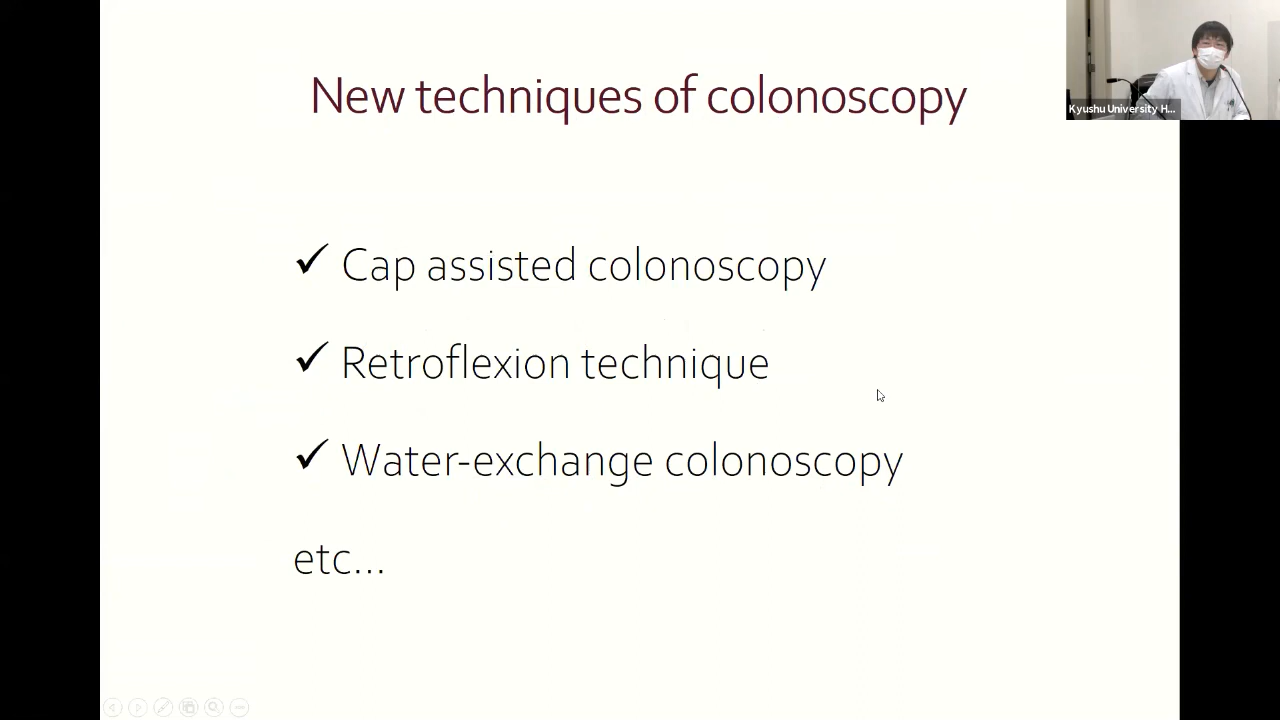 New techniques of colonoscopy
Kyushu University H...
✓ Cap assisted colonoscopy
✓ Retroflexion technique
✓ Water-exchange colonoscopy
etc...